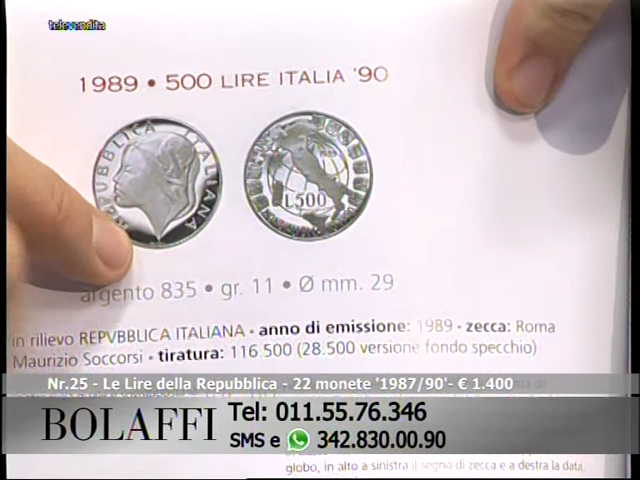 televendita
1989 • 500 LIRE ITALIA '90
REPUBBLICA ITALIANA
L.500
argento 835 • gr. 11 • Ø mm. 29
in rilievo REPVBBLICA ITALIANA • anno di emissione: 1989 • zecca: Roma
Maurizio Soccorsi • tiratura: 116.500 (28.500 versione fondo specchio)
Nr.25 - Le Lire della Repubblica - 22 monete '1987/90'- € 1.400
BOLAFFI
Tel: 011.55.76.346
SMS e 342.830.00.90
globo, in alto a sinistra il segno di zecca e a destra la data,